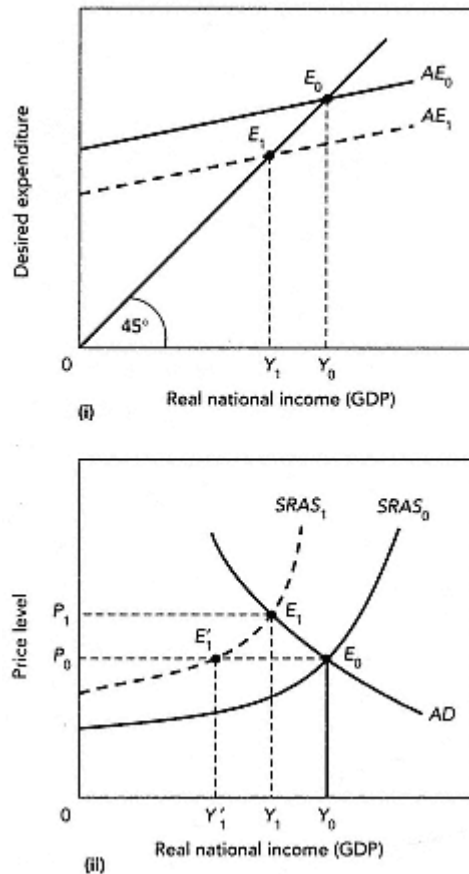 E₀
AE₀
E₁
AE₁
Desired expenditure
45°
0
Y₁
Y₀
Real national income (GDP)
(i)
SRAS₁
SRAS₀
P₁
E₁
E′₁
P₀
E₀
Price level
AD
0
Y′₁
Y₁
Y₀
Real national income (GDP)
(ii)